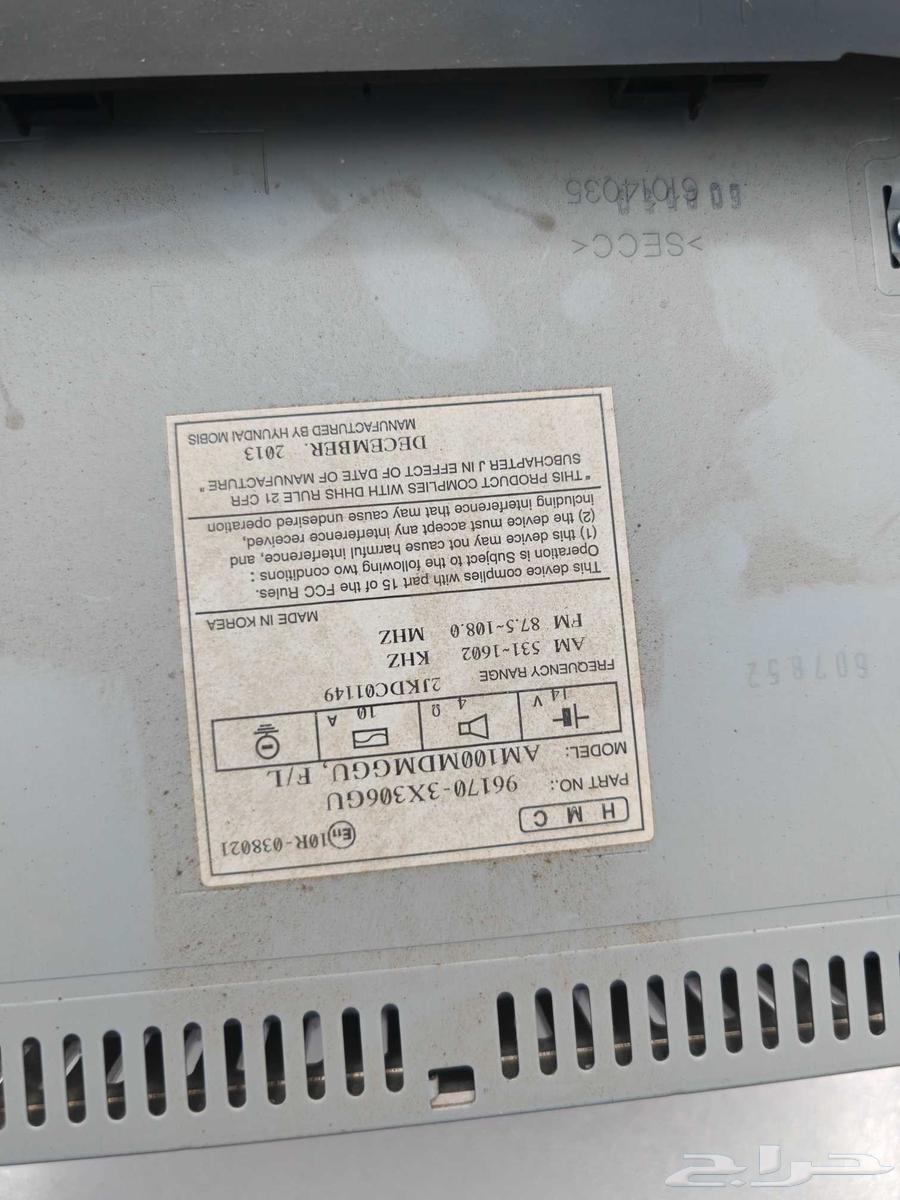 HMC
E11 10R-038021
PART NO.: 96170-3X306GU
MODEL: AM100MDMGGU, F/L
14 V 4 Ω 10 A
2JKDC01149
FREQUENCY RANGE
AM 531~1602 KHZ
FM 87.5~108.0 MHZ
MADE IN KOREA
This device complies with part 15 of the FCC Rules.
Operation is Subject to the following two conditions :
(1) this device may not cause harmful interference, and
(2) the device must accept any interference received,
including interference that may cause undesired operation
"THIS PRODUCT COMPLIES WITH DHHS RULE 21 CFR
SUBCHAPTER J IN EFFECT OF DATE OF MANUFACTURE"
DECEMBER. 2013
MANUFACTURED BY HYUNDAI MOBIS
>SECC<
61014035
607852
حراج